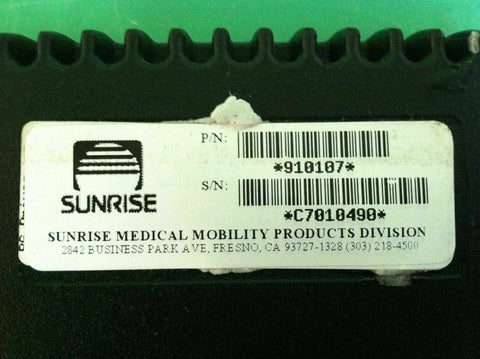 P/N:
*910107*
S/N:
*C7010490*
SUNRISE
SUNRISE MEDICAL MOBILITY PRODUCTS DIVISION
2842 BUSINESS PARK AVE, FRESNO, CA 93727-1328 (303) 218-4500